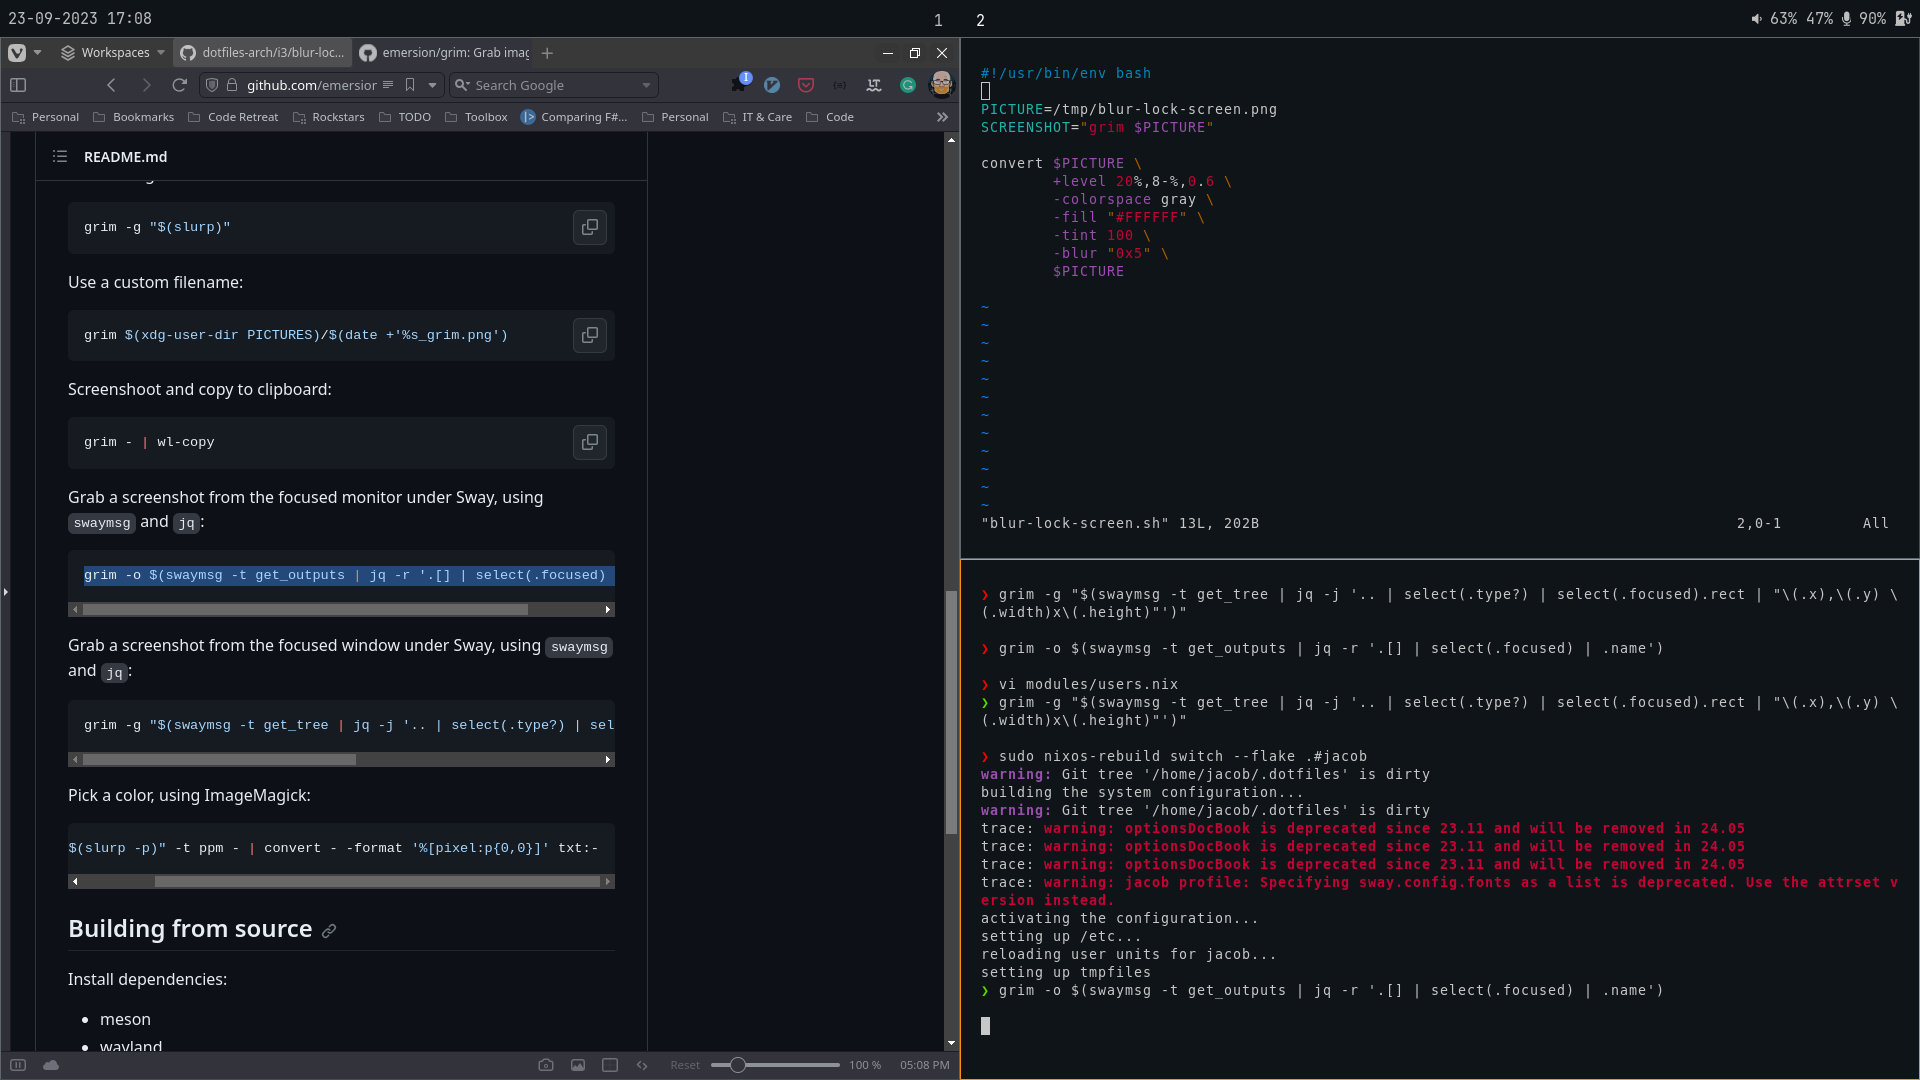 23-09-2023 17:08
1
2
63% 47% 90%
Workspaces
dotfiles-arch/i3/blur-loc...
emersion/grim: Grab imag
github.com/emersior
Search Google
Personal
Bookmarks
Code Retreat
Rockstars
TODO
Toolbox
Comparing F#...
Personal
IT & Care
Code
README.md
grim -g "$(slurp)"
Use a custom filename:
grim $(xdg-user-dir PICTURES)/$(date +'%s_grim.png')
Screenshoot and copy to clipboard:
grim - | wl-copy
Grab a screenshot from the focused monitor under Sway, using
swaymsg and jq:
grim -o $(swaymsg -t get_outputs | jq -r '.[] | select(.focused)
Grab a screenshot from the focused window under Sway, using swaymsg
and jq:
grim -g "$(swaymsg -t get_tree | jq -j '.. | select(.type?) | sel
Pick a color, using ImageMagick:
$(slurp -p)" -t ppm - | convert - -format '%[pixel:p{0,0}]' txt:-
Building from source
Install dependencies:
meson
wayland
Reset
100 %
05:08 PM
#!/usr/bin/env bash
PICTURE=/tmp/blur-lock-screen.png
SCREENSHOT="grim $PICTURE"
convert $PICTURE \
+level 20%,8-%,0.6 \
-colorspace gray \
-fill "#FFFFFF" \
-tint 100 \
-blur "0x5" \
$PICTURE
~
~
~
~
~
~
~
~
~
~
~
~
"blur-lock-screen.sh" 13L, 202B
2,0-1
All
❯ grim -g "$(swaymsg -t get_tree | jq -j '.. | select(.type?) | select(.focused).rect | "\(.x),\(.y) \
(.width)x\(.height)"')"
❯ grim -o $(swaymsg -t get_outputs | jq -r '.[] | select(.focused) | .name')
❯ vi modules/users.nix
❯ grim -g "$(swaymsg -t get_tree | jq -j '.. | select(.type?) | select(.focused).rect | "\(.x),\(.y) \
(.width)x\(.height)"')"
❯ sudo nixos-rebuild switch --flake .#jacob
warning: Git tree '/home/jacob/.dotfiles' is dirty
building the system configuration...
warning: Git tree '/home/jacob/.dotfiles' is dirty
trace: warning: optionsDocBook is deprecated since 23.11 and will be removed in 24.05
trace: warning: optionsDocBook is deprecated since 23.11 and will be removed in 24.05
trace: warning: optionsDocBook is deprecated since 23.11 and will be removed in 24.05
trace: warning: jacob profile: Specifying sway.config.fonts as a list is deprecated. Use the attrset v
ersion instead.
activating the configuration...
setting up /etc...
reloading user units for jacob...
setting up tmpfiles
❯ grim -o $(swaymsg -t get_outputs | jq -r '.[] | select(.focused) | .name')